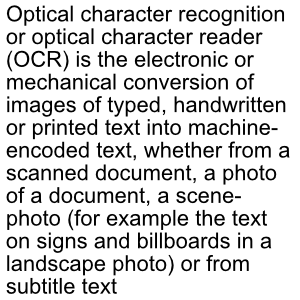 Optical character recognition
or optical character reader
(OCR) is the electronic or
mechanical conversion of
images of typed, handwritten
or printed text into machine-
encoded text, whether from a
scanned document, a photo
of a document, a scene-
photo (for example the text
on signs and billboards in a
landscape photo) or from
subtitle text